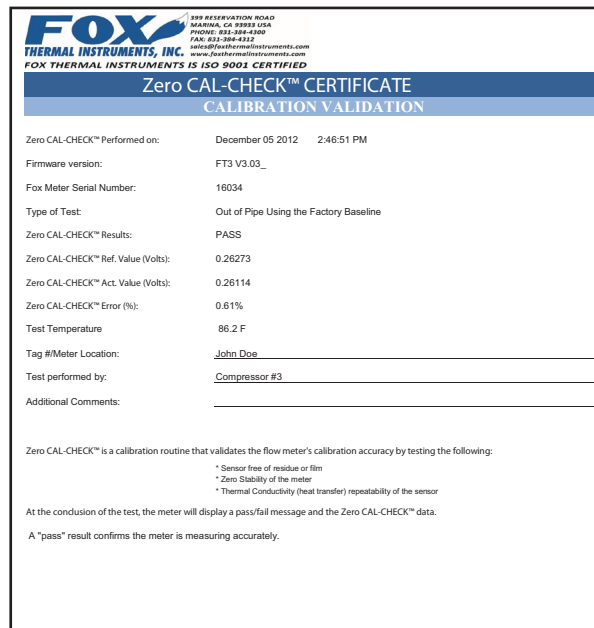 FOX
THERMAL INSTRUMENTS, INC.
399 RESERVATION ROAD
MARINA, CA 93933 USA
PHONE: 831-384-4300
FAX: 831-384-4312
sales@foxthermalinstruments.com
www.foxthermalinstruments.com
FOX THERMAL INSTRUMENTS IS ISO 9001 CERTIFIED
Zero CAL-CHECK™ CERTIFICATE
CALIBRATION VALIDATION
Zero CAL-CHECK™ Performed on: December 05 2012 2:46:51 PM
Firmware version: FT3 V3.03_
Fox Meter Serial Number: 16034
Type of Test: Out of Pipe Using the Factory Baseline
Zero CAL-CHECK™ Results: PASS
Zero CAL-CHECK™ Ref. Value (Volts): 0.26273
Zero CAL-CHECK™ Act. Value (Volts): 0.26114
Zero CAL-CHECK™ Error (%): 0.61%
Test Temperature 86.2 F
Tag #/Meter Location: John Doe
Test performed by: Compressor #3
Additional Comments:
Zero CAL-CHECK™ is a calibration routine that validates the flow meter's calibration accuracy by testing the following:
* Sensor free of residue or film
* Zero Stability of the meter
* Thermal Conductivity (heat transfer) repeatability of the sensor
At the conclusion of the test, the meter will display a pass/fail message and the Zero CAL-CHECK™ data.
A "pass" result confirms the meter is measuring accurately.